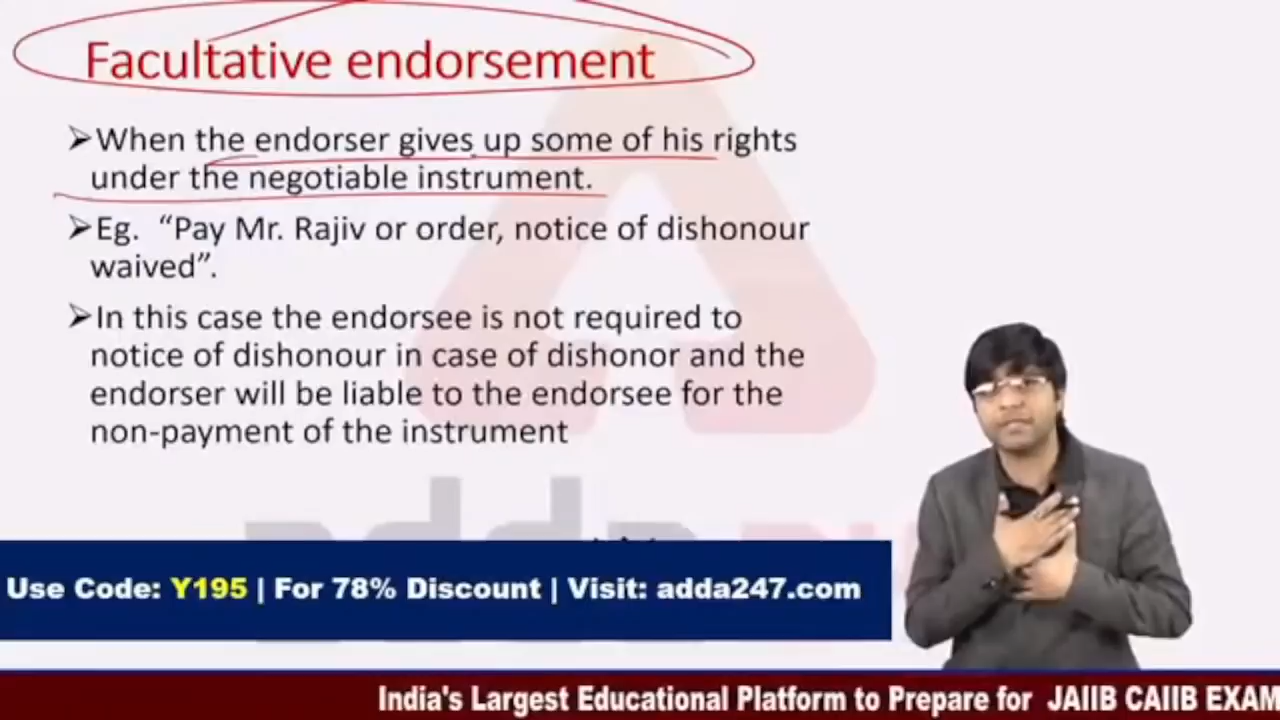 Facultative endorsement
➢When the endorser gives up some of his rights
under the negotiable instrument.
➢Eg. “Pay Mr. Rajiv or order, notice of dishonour
waived”.
➢In this case the endorsee is not required to
notice of dishonour in case of dishonor and the
endorser will be liable to the endorsee for the
non-payment of the instrument
Use Code: Y195 | For 78% Discount | Visit: adda247.com
India's Largest Educational Platform to Prepare for JAIIB CAIIB EXAM